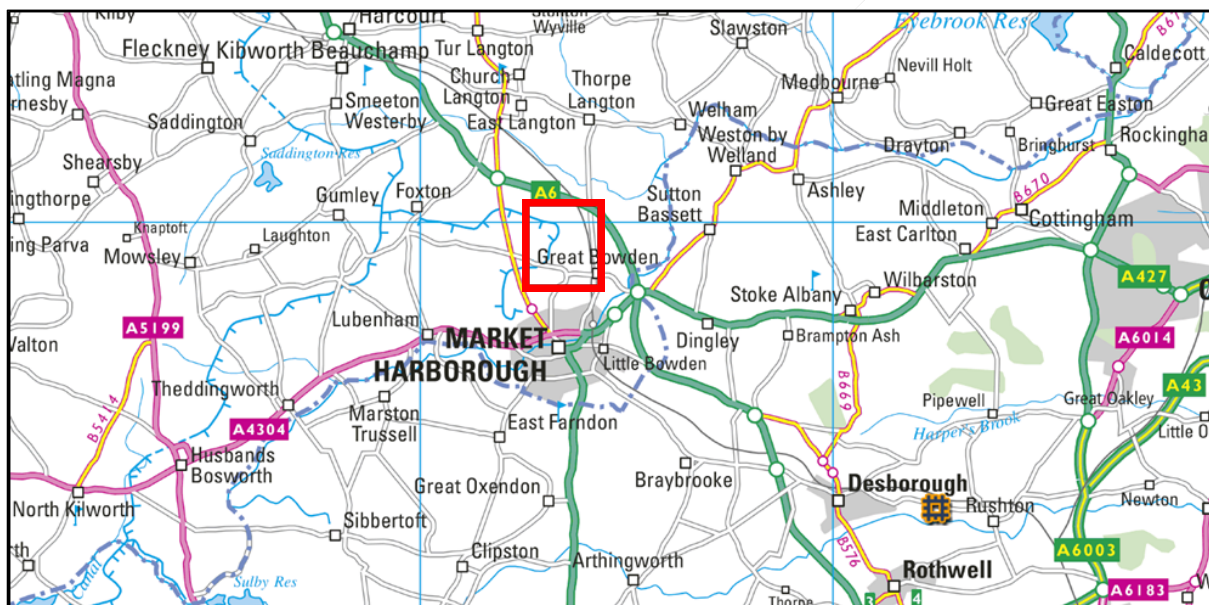 Harcourt
Kilby
Stonton
Wyville
Eyebrook Res
Fleckney
Kibworth Beauchamp
Tur Langton
Slawston
Nevill Holt
Caldecott
Church
Langton
Thorpe
Langton
Medbourne
Smeeton
Westerby
East Langton
Welham
Great Easton
Saddington
Weston by
Welland
Drayton
Bringhurst
Rockingha
Shearsby
Saddington Res
Gumley
Foxton
A6
Sutton
Bassett
Ashley
B670
Middleton
Cottingham
Knaptoft
Laughton
Mowsley
ing Parva
Great Bowden
East Carlton
Wilbarston
A427
Stoke Albany
A5199
Lubenham
MARKET
HARBOROUGH
Little Bowden
Dingley
Brampton Ash
A6014
Walton
Theddingworth
B5414
A4304
Marston
Trussell
East Farndon
B669
Pipewell
Harper's Brook
Great Oakley
A43
Little O
Husbands
Bosworth
Braybrooke
Desborough
North Kilworth
Great Oxendon
Rushton
Newton
Sibbertoft
Clipston
Arthingworth
B576
Rothwell
A6003
A6183
Canal
Sulby Res
Thorpe
3
4